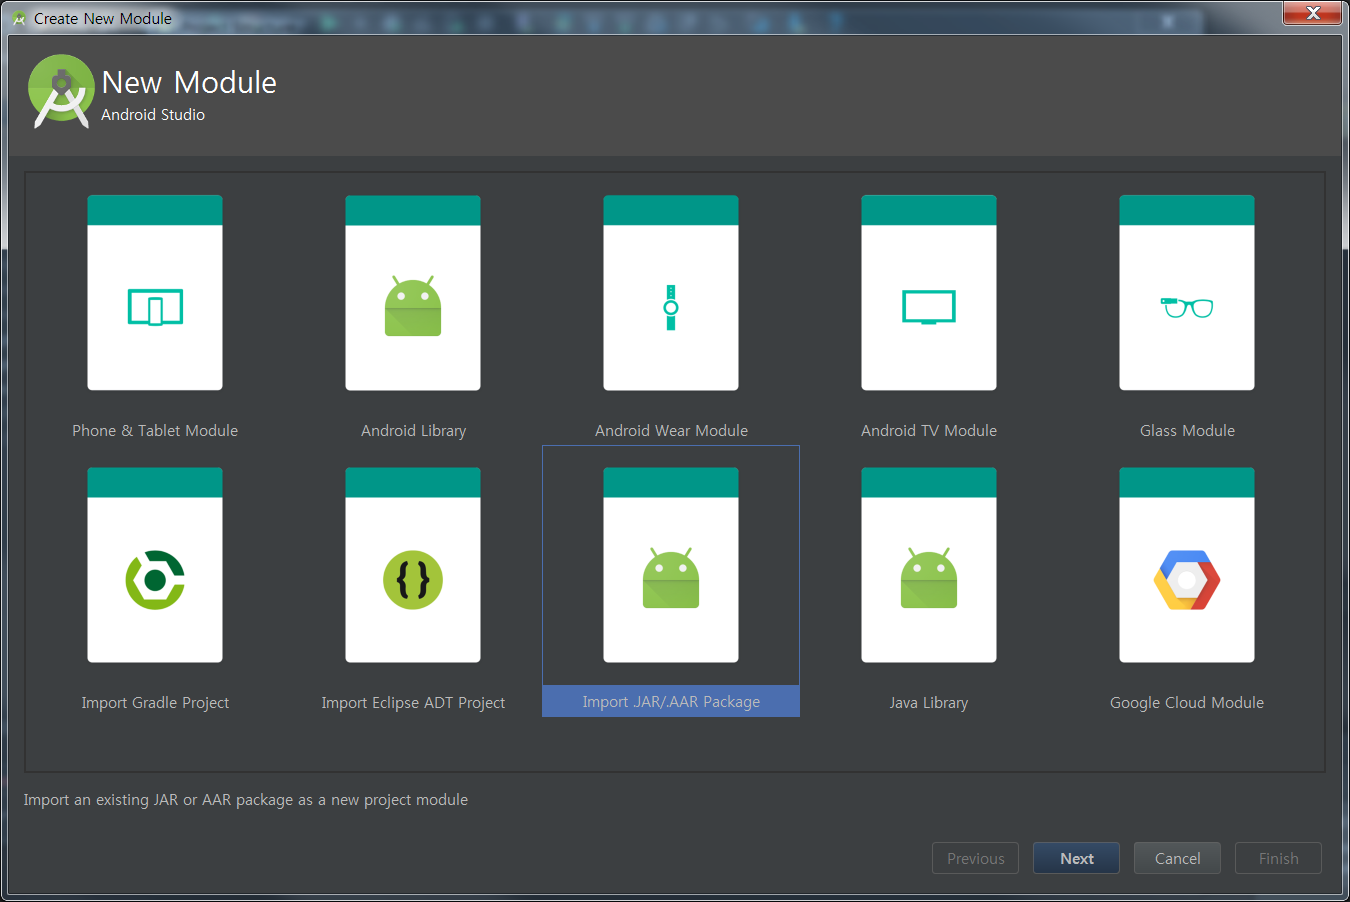 Create New Module
New Module
Android Studio
Phone & Tablet Module
Android Library
Android Wear Module
Android TV Module
Glass Module
Import Gradle Project
Import Eclipse ADT Project
Import .JAR/.AAR Package
Java Library
Google Cloud Module
Import an existing JAR or AAR package as a new project module
Previous
Next
Cancel
Finish